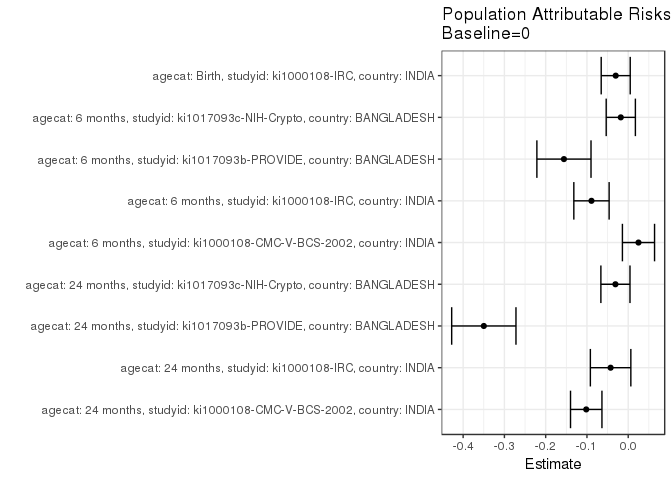 Population Attributable Risks
Baseline=0
agecat: Birth, studyid: ki1000108-IRC, country: INDIA
agecat: 6 months, studyid: ki1017093c-NIH-Crypto, country: BANGLADESH
agecat: 6 months, studyid: ki1017093b-PROVIDE, country: BANGLADESH
agecat: 6 months, studyid: ki1000108-IRC, country: INDIA
agecat: 6 months, studyid: ki1000108-CMC-V-BCS-2002, country: INDIA
agecat: 24 months, studyid: ki1017093c-NIH-Crypto, country: BANGLADESH
agecat: 24 months, studyid: ki1017093b-PROVIDE, country: BANGLADESH
agecat: 24 months, studyid: ki1000108-IRC, country: INDIA
agecat: 24 months, studyid: ki1000108-CMC-V-BCS-2002, country: INDIA
-0.4 -0.3 -0.2 -0.1 0.0
Estimate